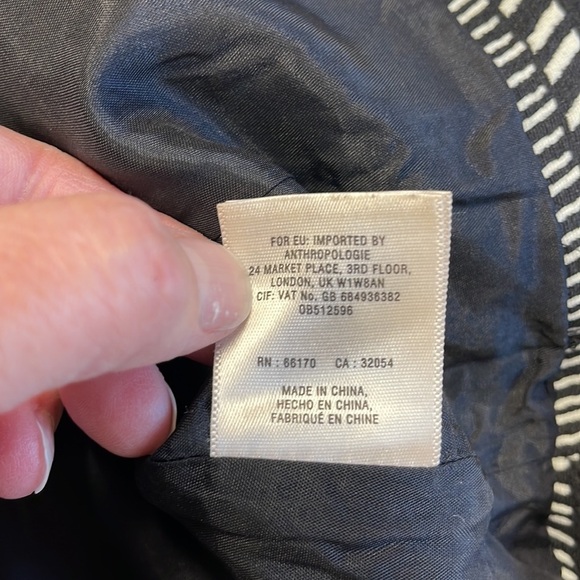 FOR EU: IMPORTED BY
ANTHROPOLOGIE
24 MARKET PLACE, 3RD FLOOR,
LONDON, UK W1W8AN
CIF: VAT No. GB 684936382
OB512596
RN : 66170 CA : 32054
MADE IN CHINA,
HECHO EN CHINA,
FABRIQUÉ EN CHINE